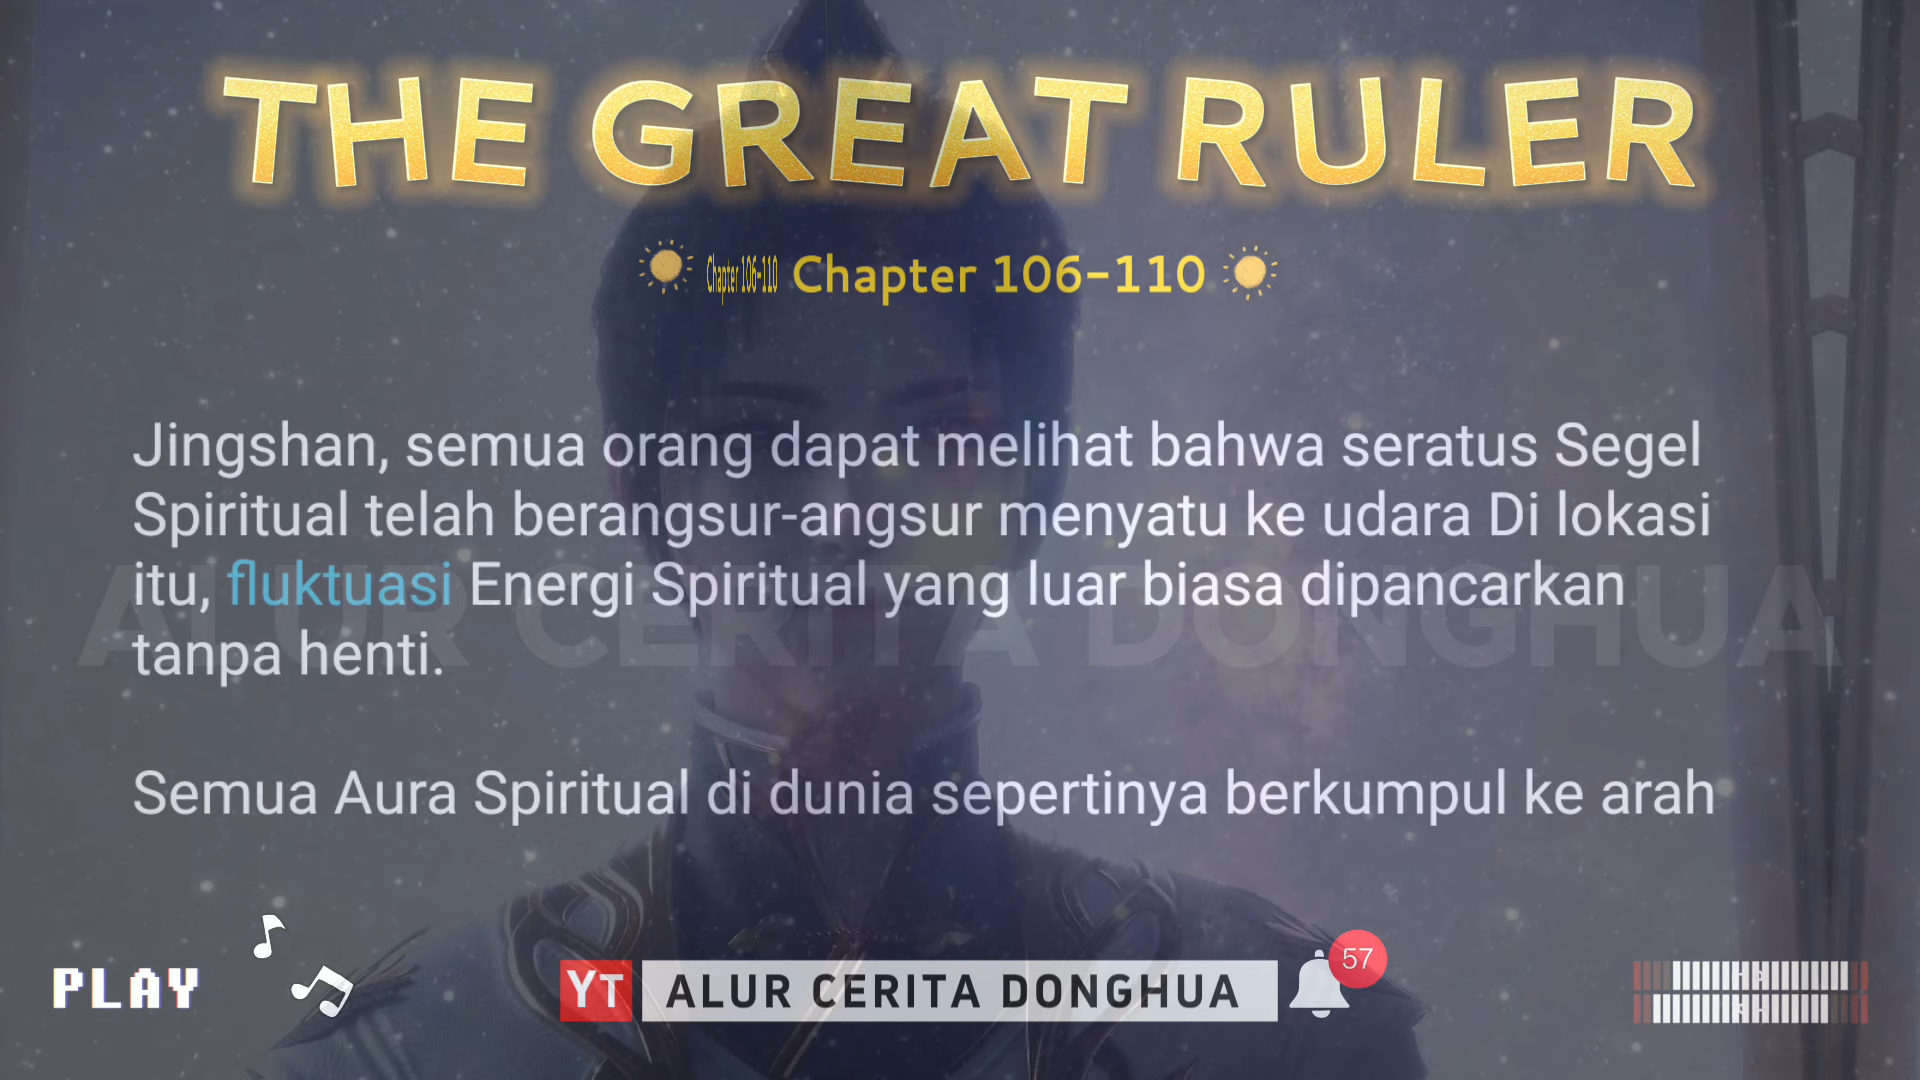 THE GREAT RULER
Chapter 106-110 Chapter 106-110
Jingshan, semua orang dapat melihat bahwa seratus Segel
Spiritual telah berangsur-angsur menyatu ke udara Di lokasi
itu, fluktuasi Energi Spiritual yang luar biasa dipancarkan
tanpa henti.
ALUR CERITA DONGHUA
Semua Aura Spiritual di dunia sepertinya berkumpul ke arah
PLAY
YT ALUR CERITA DONGHUA
57